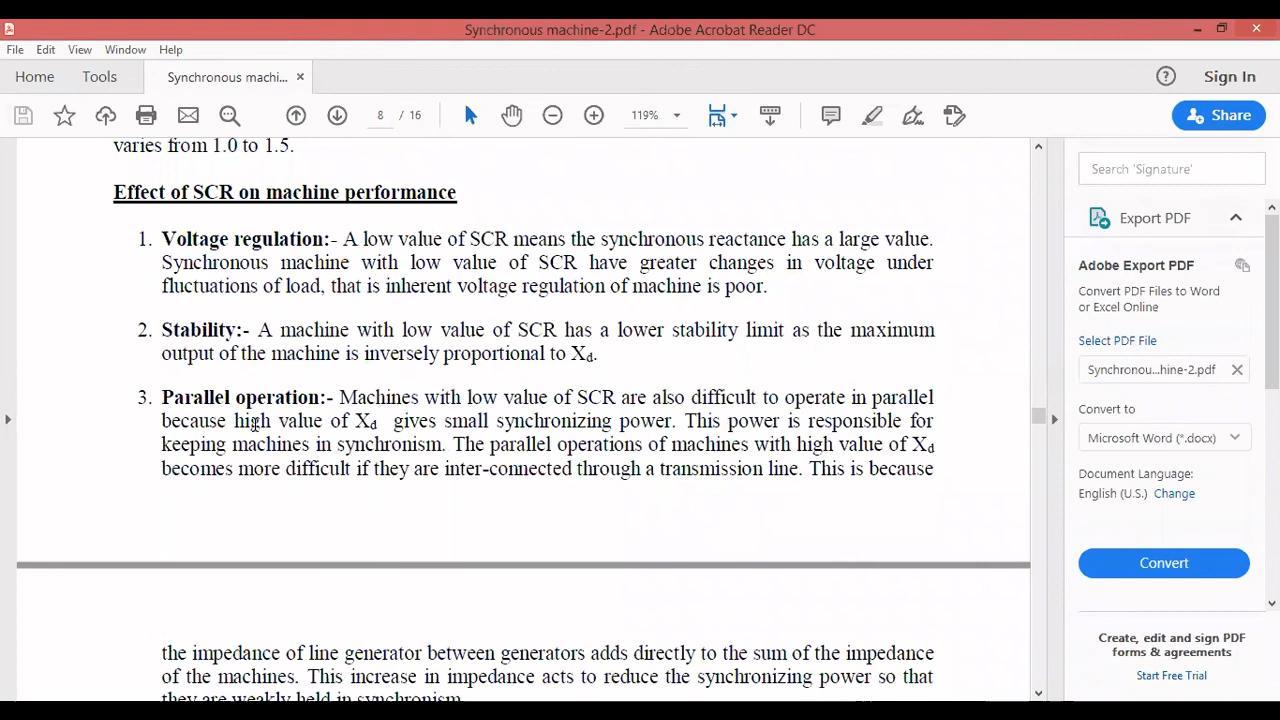 Synchronous machine-2.pdf - Adobe Acrobat Reader DC
File Edit View Window Help
Home Tools Synchronous machi... × Sign In
8 / 16 119% Share
varies from 1.0 to 1.5.
Effect of SCR on machine performance
1. Voltage regulation:- A low value of SCR means the synchronous reactance has a large value.
Synchronous machine with low value of SCR have greater changes in voltage under
fluctuations of load, that is inherent voltage regulation of machine is poor.
2. Stability:- A machine with low value of SCR has a lower stability limit as the maximum
output of the machine is inversely proportional to Xd.
3. Parallel operation:- Machines with low value of SCR are also difficult to operate in parallel
because high value of Xd gives small synchronizing power. This power is responsible for
keeping machines in synchronism. The parallel operations of machines with high value of Xd
becomes more difficult if they are inter-connected through a transmission line. This is because
the impedance of line generator between generators adds directly to the sum of the impedance
of the machines. This increase in impedance acts to reduce the synchronizing power so that
they are weakly held in synchronism.
Search 'Signature'
Export PDF
Adobe Export PDF
Convert PDF Files to Word
or Excel Online
Select PDF File
Synchronou...hine-2.pdf ×
Convert to
Microsoft Word (*.docx)
Document Language:
English (U.S.) Change
Convert
Create, edit and sign PDF
forms & agreements
Start Free Trial